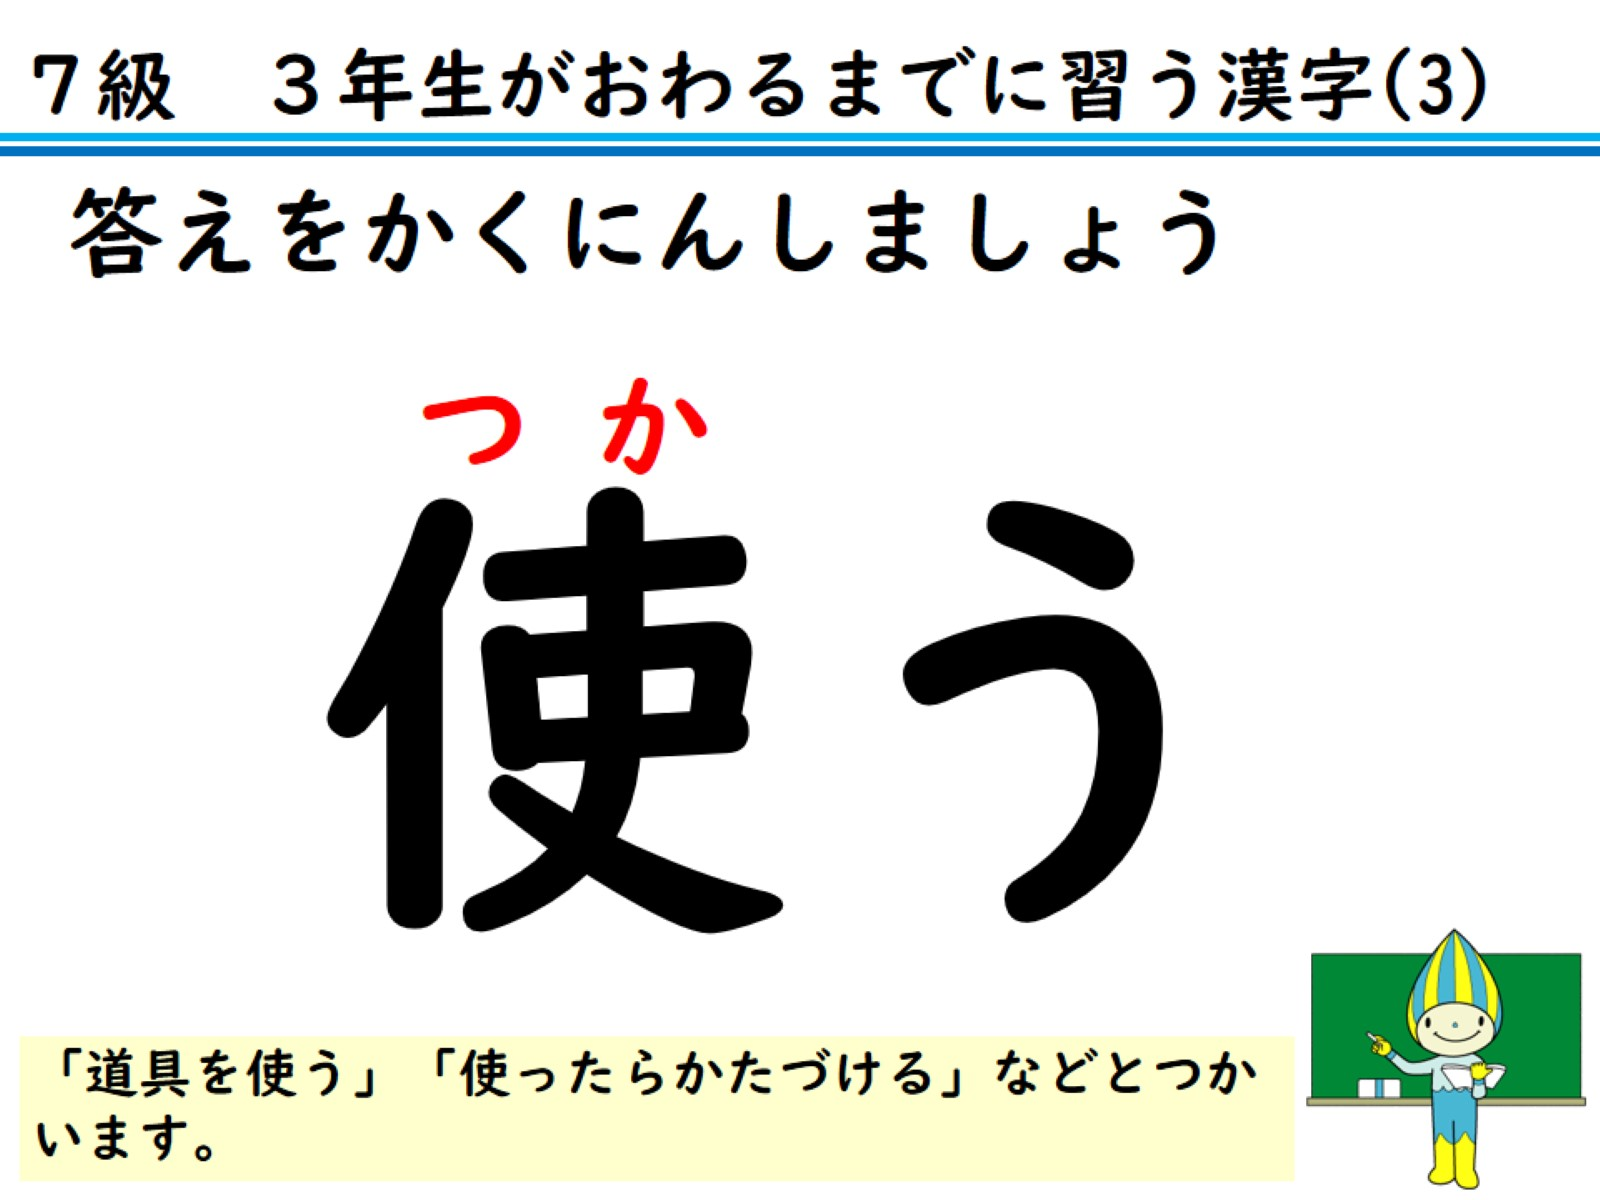 ７級　３年生がおわるまでに習う漢字(3)
答えをかくにんしましょう
つか
使う
「道具を使う」「使ったらかたづける」などとつか
います。